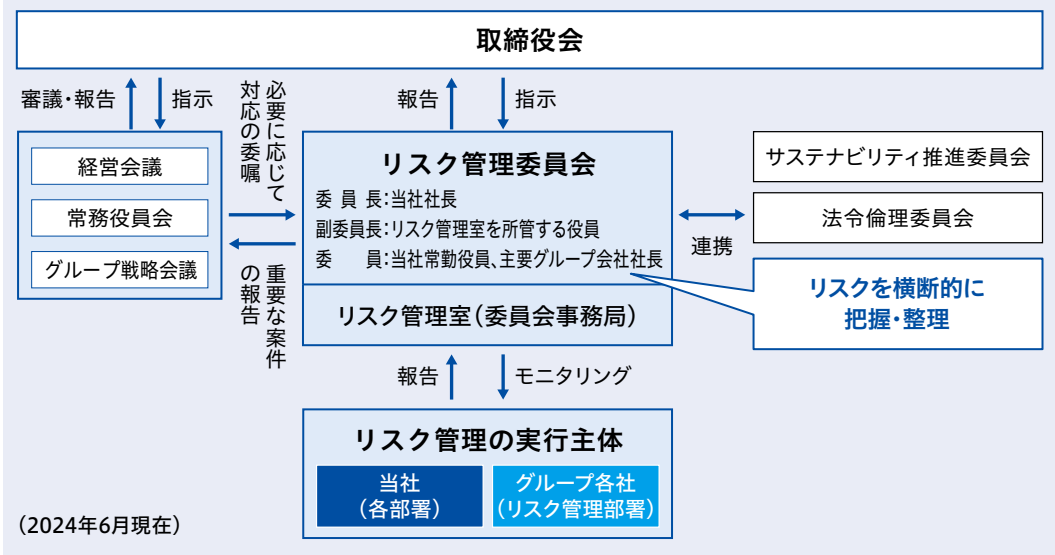 取締役会
審議・報告
指示
必要に応じて
対応の委嘱
報告
指示
経営会議
常務役員会
グループ戦略会議
重要な案件
の報告
リスク管理委員会
委員長:当社社長
副委員長:リスク管理室を所管する役員
委　員:当社常勤役員、主要グループ会社社長
リスク管理室(委員会事務局)
連携
サステナビリティ推進委員会
法令倫理委員会
リスクを横断的に
把握・整理
報告
モニタリング
リスク管理の実行主体
当社
(各部署)
グループ各社
(リスク管理部署)
(2024年6月現在)